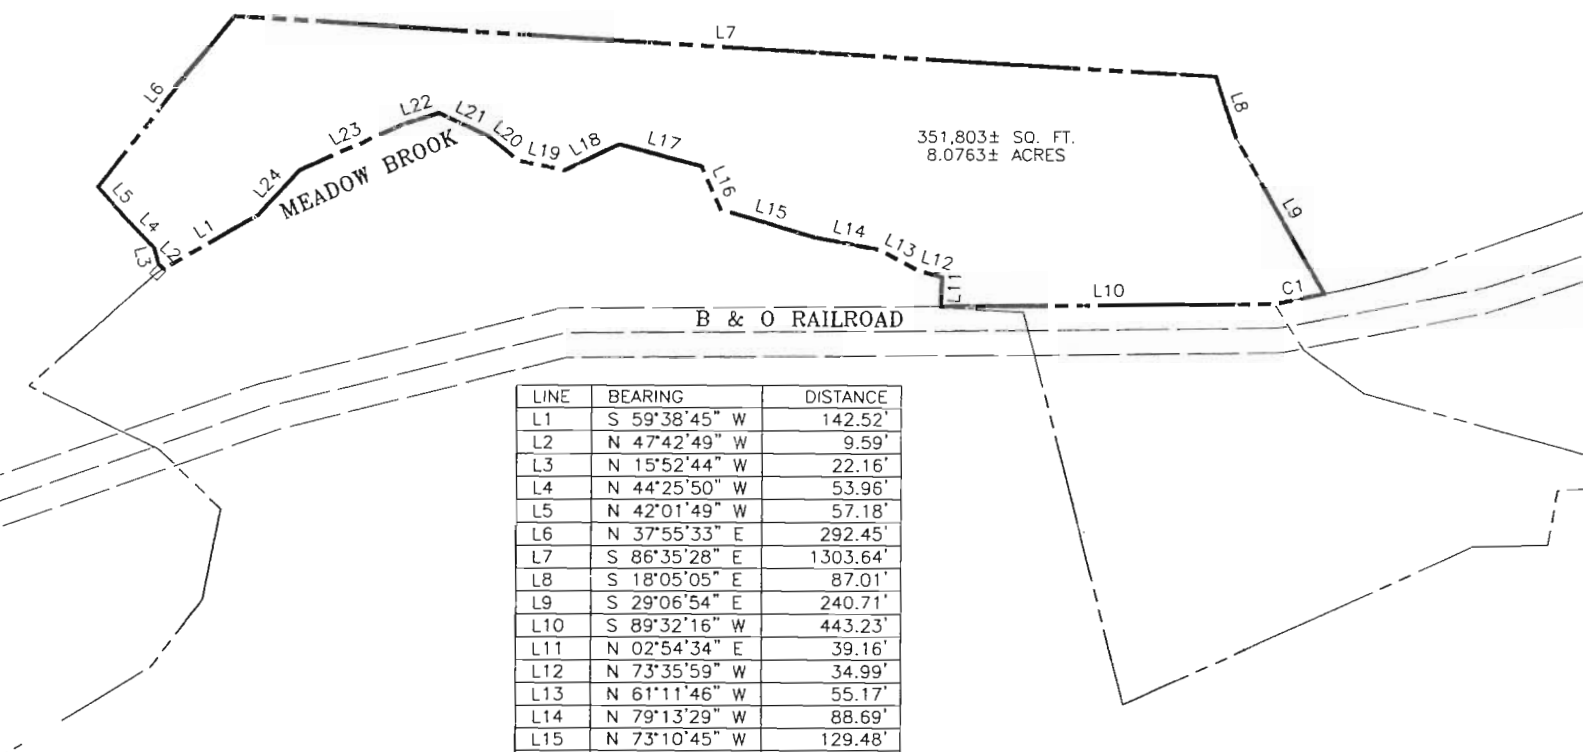 L7
L6
L8
L22
L21
L23
L20
L19
L18
L17
351,803± SQ. FT.
8.0763± ACRES
MEADOW BROOK
L5
L24
L16
L4
L1
L2
L3
L15
L14
L13
L12
L11
L9
L10
C1
B & O RAILROAD
LINE BEARING DISTANCE
L1 S 59°38'45" W 142.52'
L2 N 47°42'49" W 9.59'
L3 N 15°52'44" W 22.16'
L4 N 44°25'50" W 53.96'
L5 N 42°01'49" W 57.18'
L6 N 37°55'33" E 292.45'
L7 S 86°35'28" E 1303.64'
L8 S 18°05'05" E 87.01'
L9 S 29°06'54" E 240.71'
L10 S 89°32'16" W 443.23'
L11 N 02°54'34" E 39.16'
L12 N 73°35'59" W 34.99'
L13 N 61°11'46" W 55.17'
L14 N 79°13'29" W 88.69'
L15 N 73°10'45" W 129.48'